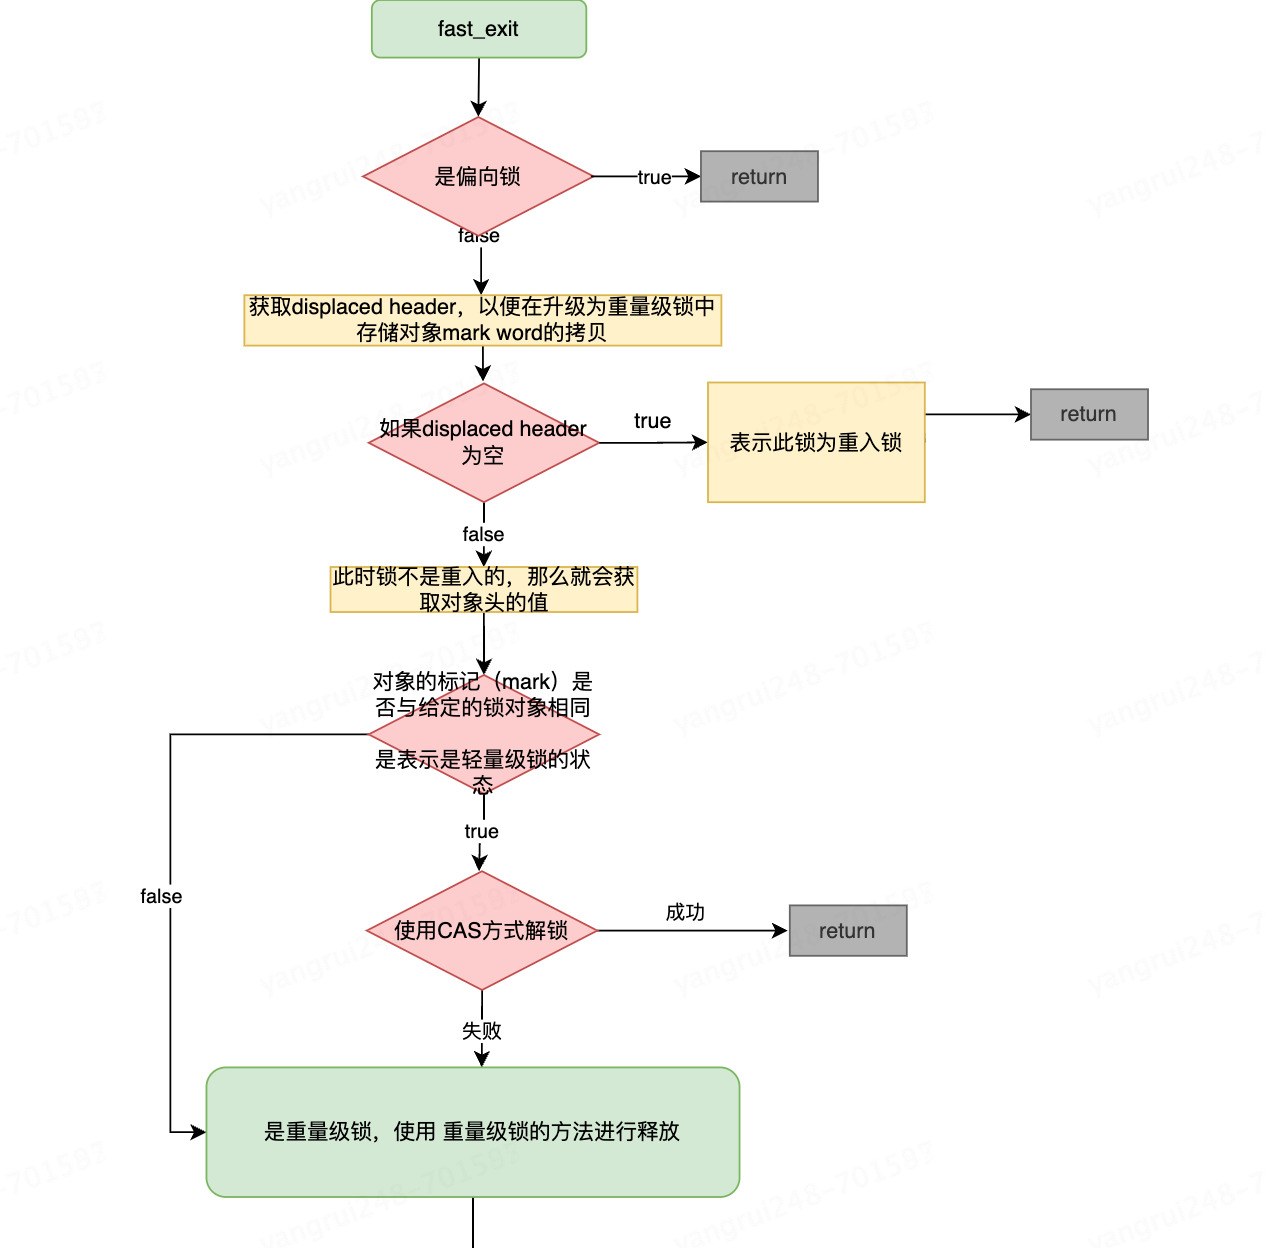 fast_exit
是偏向锁
true
return
false
获取displaced header，以便在升级为重量级锁中
存储对象mark word的拷贝
如果displaced header
为空
true
表示此锁为重入锁
return
false
此时锁不是重入的，那么就会获
取对象头的值
对象的标记（mark）是
否与给定的锁对象相同
是表示是轻量级锁的状
态
true
false
使用CAS方式解锁
成功
return
失败
是重量级锁，使用 重量级锁的方法进行释放
yangrui248-701587